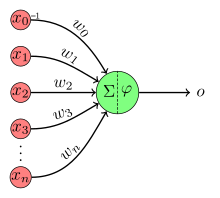 x₀ -1 w₀
x₁ w₁
x₂ w₂ Σ φ o
x₃ w₃
⋮
xₙ wₙ